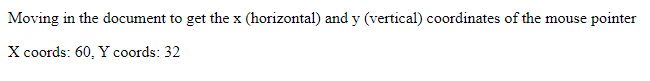 Moving in the document to get the x (horizontal) and y (vertical) coordinates of the mouse pointer
X coords: 60, Y coords: 32